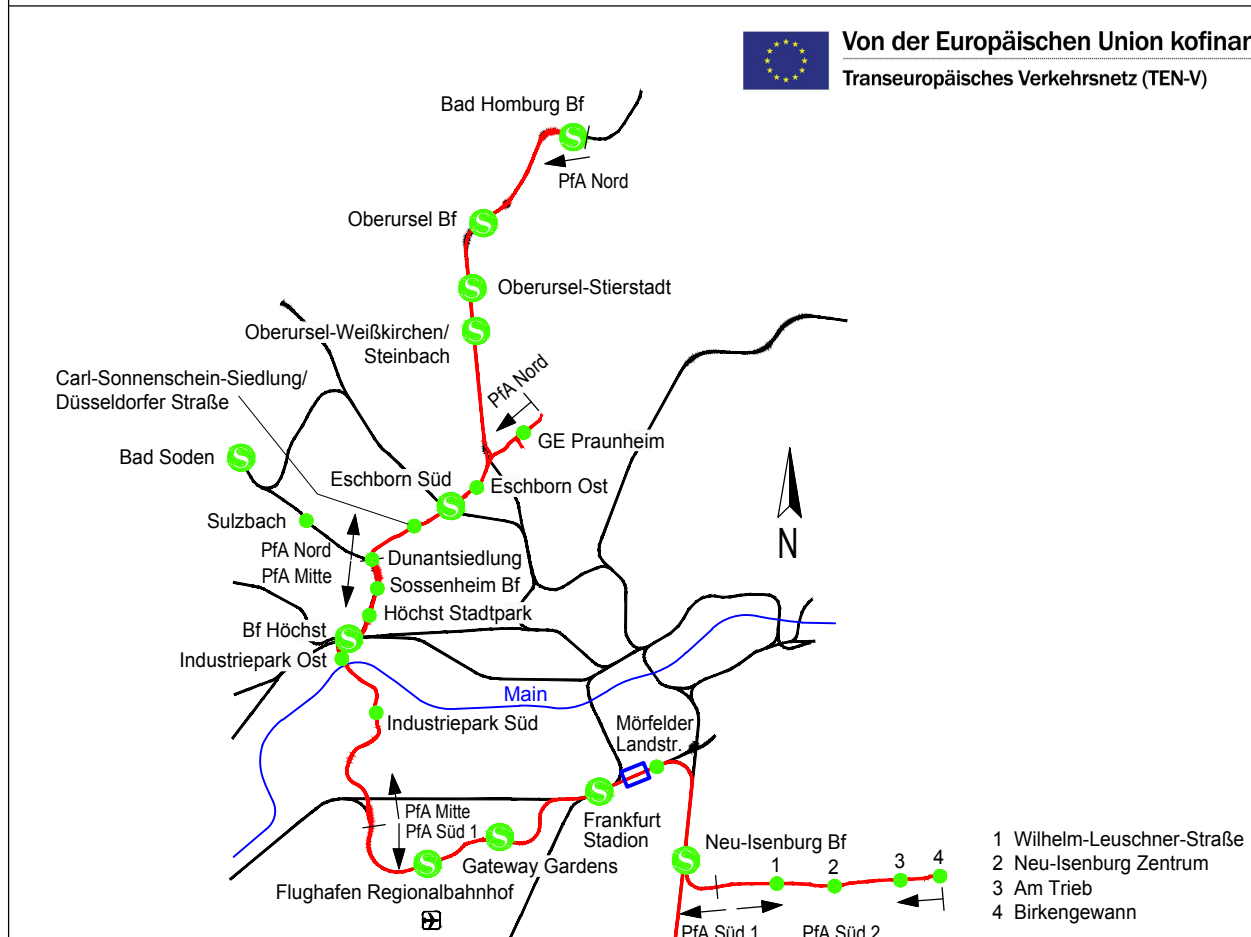 Von der Europäischen Union kofinan
Transeuropäisches Verkehrsnetz (TEN-V)
Bad Homburg Bf
PfA Nord
Oberursel Bf
Oberursel-Stierstadt
Oberursel-Weißkirchen/
Steinbach
Carl-Sonnenschein-Siedlung/
Düsseldorfer Straße
PfA Nord
GE Praunheim
Bad Soden
Eschborn Süd
Eschborn Ost
Sulzbach
PfA Nord
PfA Mitte
Dunantsiedlung
Sossenheim Bf
N
Höchst Stadtpark
Bf Höchst
Industriepark Ost
Main
Industriepark Süd
Mörfelder
Landstr.
PfA Mitte
PfA Süd 1
Frankfurt
Stadion
Gateway Gardens
Flughafen Regionalbahnhof
Neu-Isenburg Bf
1
2
3
4
1 Wilhelm-Leuschner-Straße
2 Neu-Isenburg Zentrum
3 Am Trieb
4 Birkengewann
PfA Süd 1
PfA Süd 2